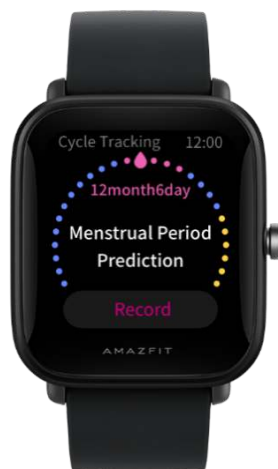 Cycle Tracking 12:00
12month6day
Menstrual Period
Prediction
Record
AMAZFIT